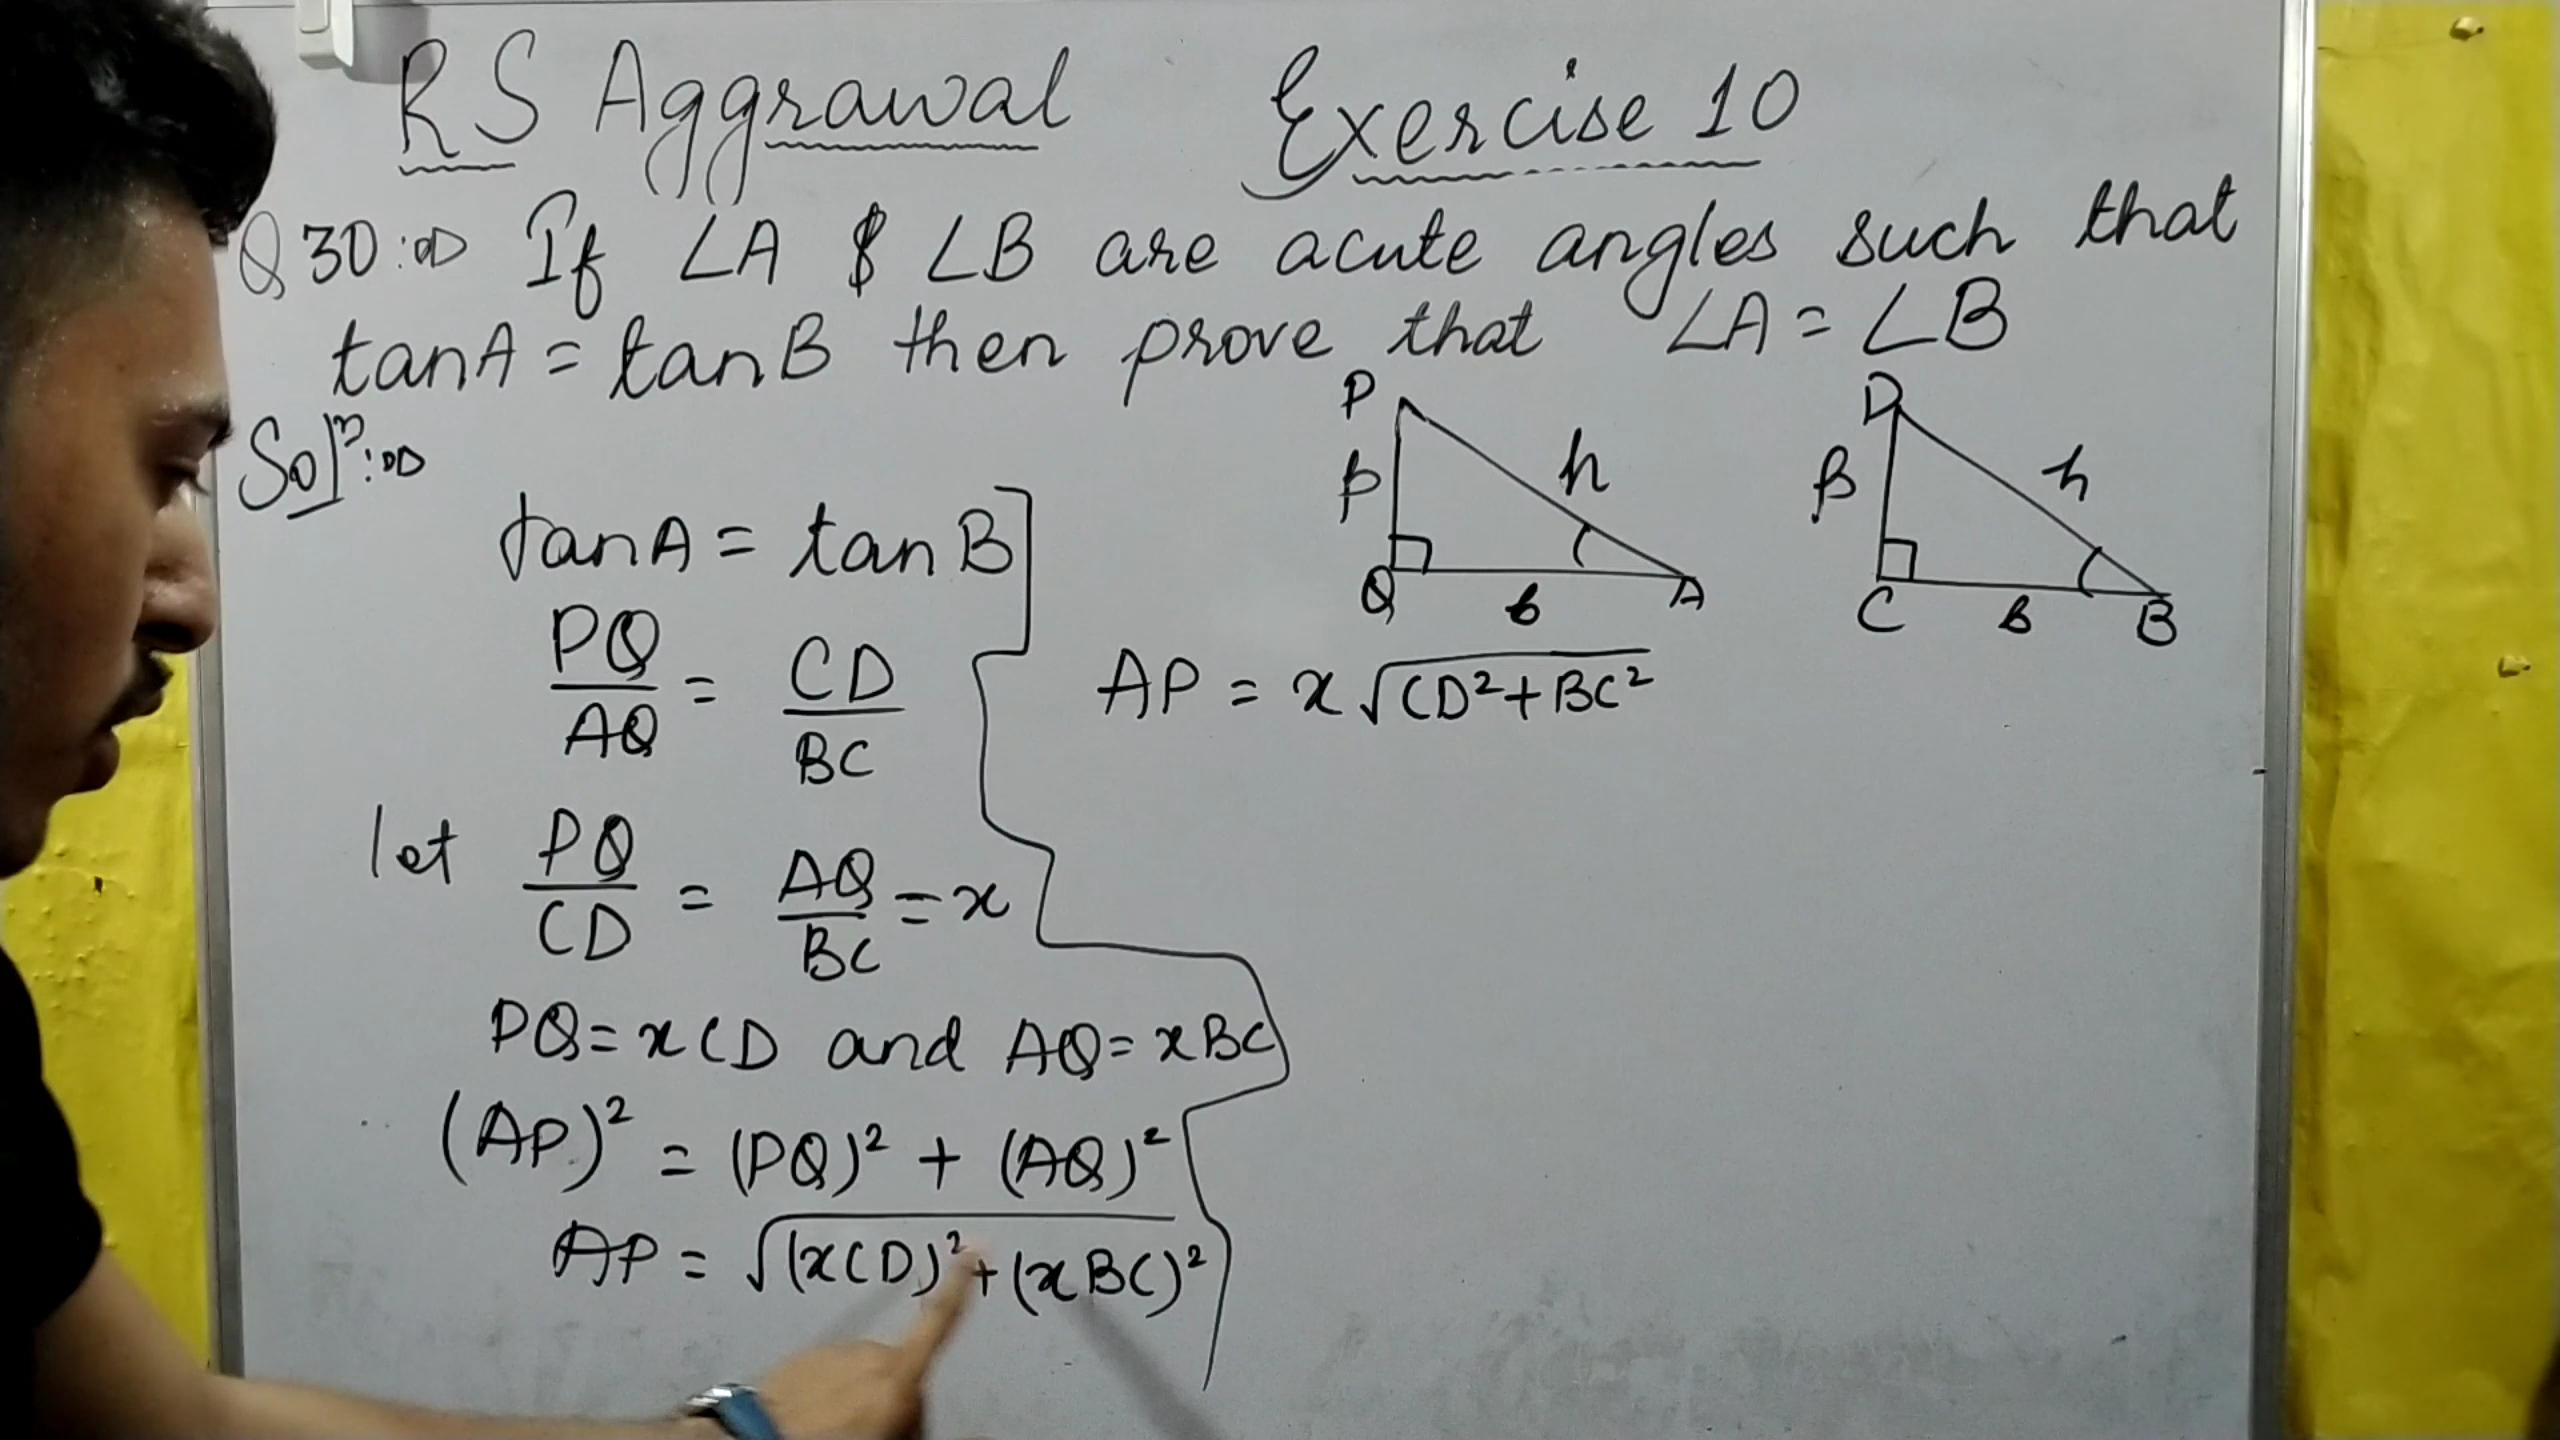 RS Aggrawal Exercise 10
Q 30 :⇒ If ∠A & ∠B are acute angles such that
tanA = tanB then prove that ∠A = ∠B
Solⁿ :⇒
P
p
h
Q
b
A
D
p
h
C
b
B
tanA = tanB
PQ/AQ = CD/BC
let PQ/CD = AQ/BC = x
PQ = xCD and AQ = xBC
(AP)² = (PQ)² + (AQ)²
AP = √(xCD)² + (xBC)²
AP = x√CD² + BC²